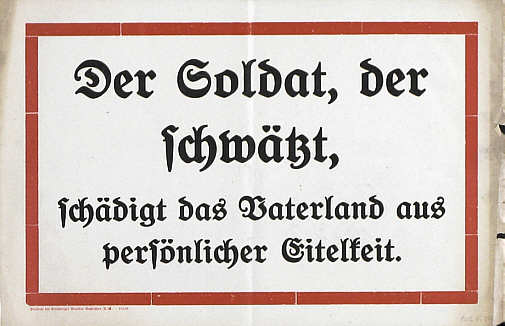 Der Soldat, der
schwätzt,
schädigt das Vaterland aus
persönlicher Eitelkeit.